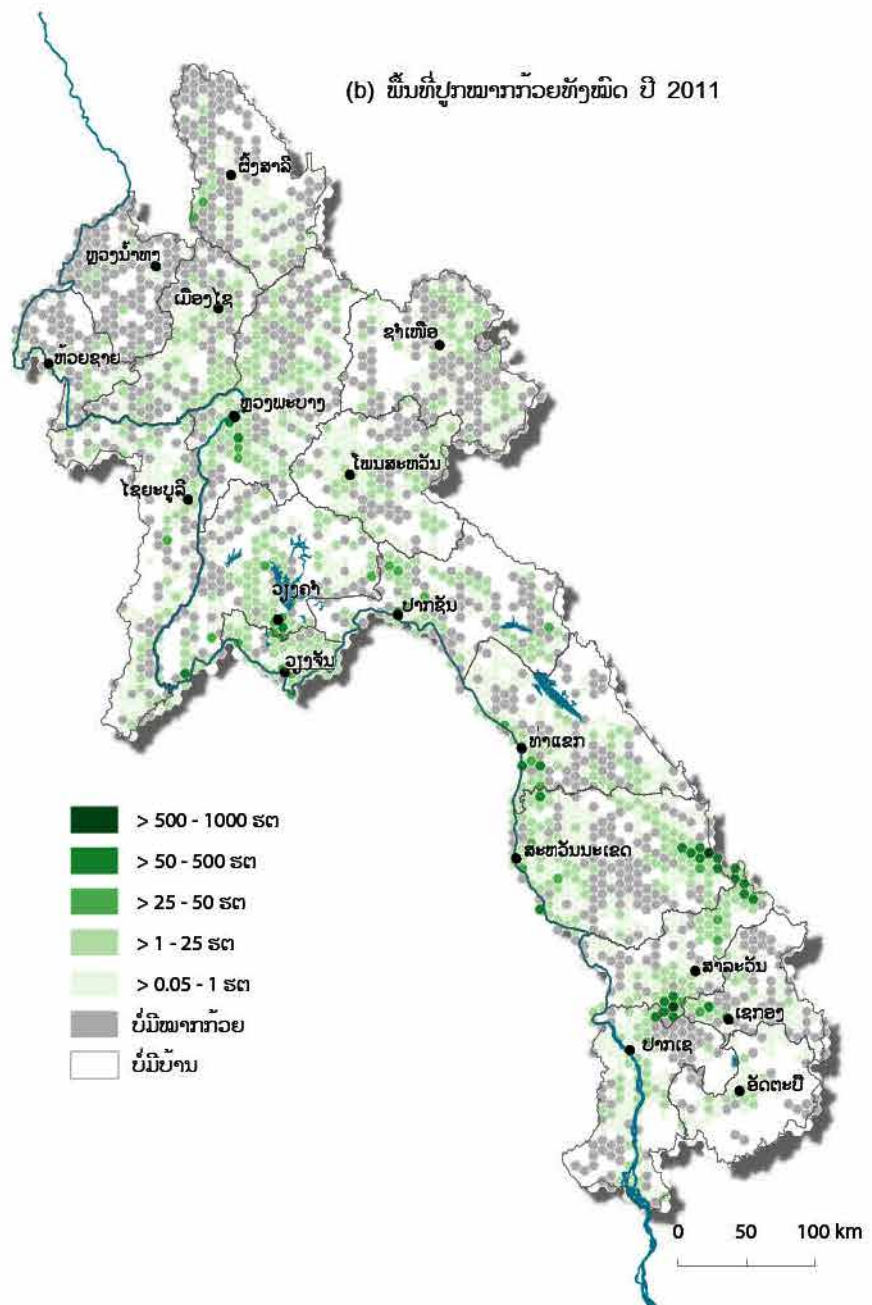 (b) ພື້ນທີ່ປູກໝາກກ້ວຍທັງໝົດ ປີ 2011
ຜົ້ງສາລີ
ຫຼວງນ້ຳທາ
ເມືອງໄຊ
ຊຳເໜືອ
ຫ້ວຍຊາຍ
ຫຼວງພະບາງ
ໂພນສະຫວັນ
ໄຊຍະບູລີ
ວຽງຄຳ
ປາກຊັນ
ວຽງຈັນ
ທ່າແຂກ
ສະຫວັນນະເຂດ
ສາລະວັນ
ເຊກອງ
ປາກເຊ
ອັດຕະປື
> 500 - 1000 ຮຕ
> 50 - 500 ຮຕ
> 25 - 50 ຮຕ
> 1 - 25 ຮຕ
> 0.05 - 1 ຮຕ
ບໍ່ມີໝາກກ້ວຍ
ບໍ່ມີບ້ານ
0 50 100 km